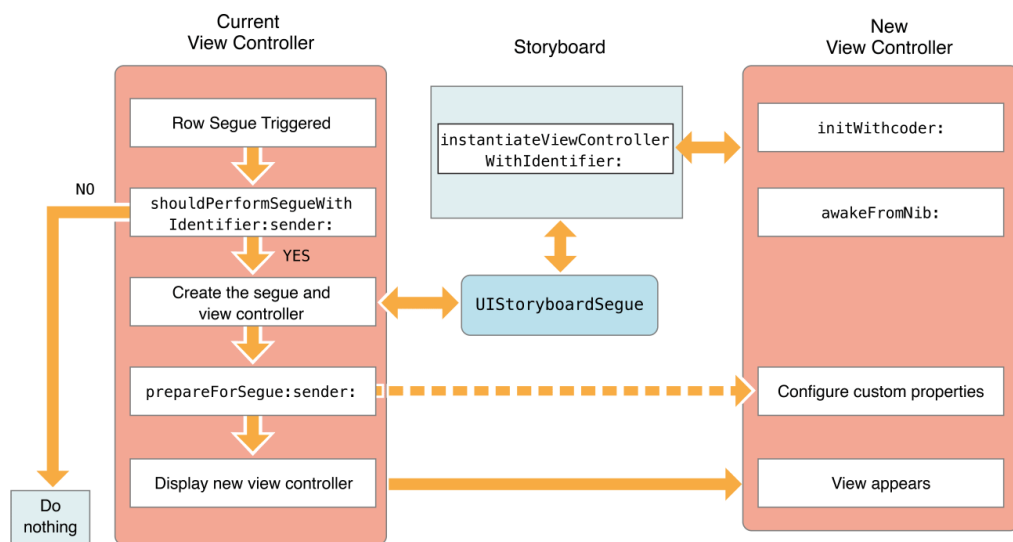 Current
View Controller
Storyboard
New
View Controller
Row Segue Triggered
instantiateViewController
WithIdentifier:
initWithcoder:
NO
shouldPerformSegueWith
Identifier:sender:
awakeFromNib:
YES
Create the segue and
view controller
UIStoryboardSegue
prepareForSegue:sender:
Configure custom properties
Display new view controller
View appears
Do
nothing